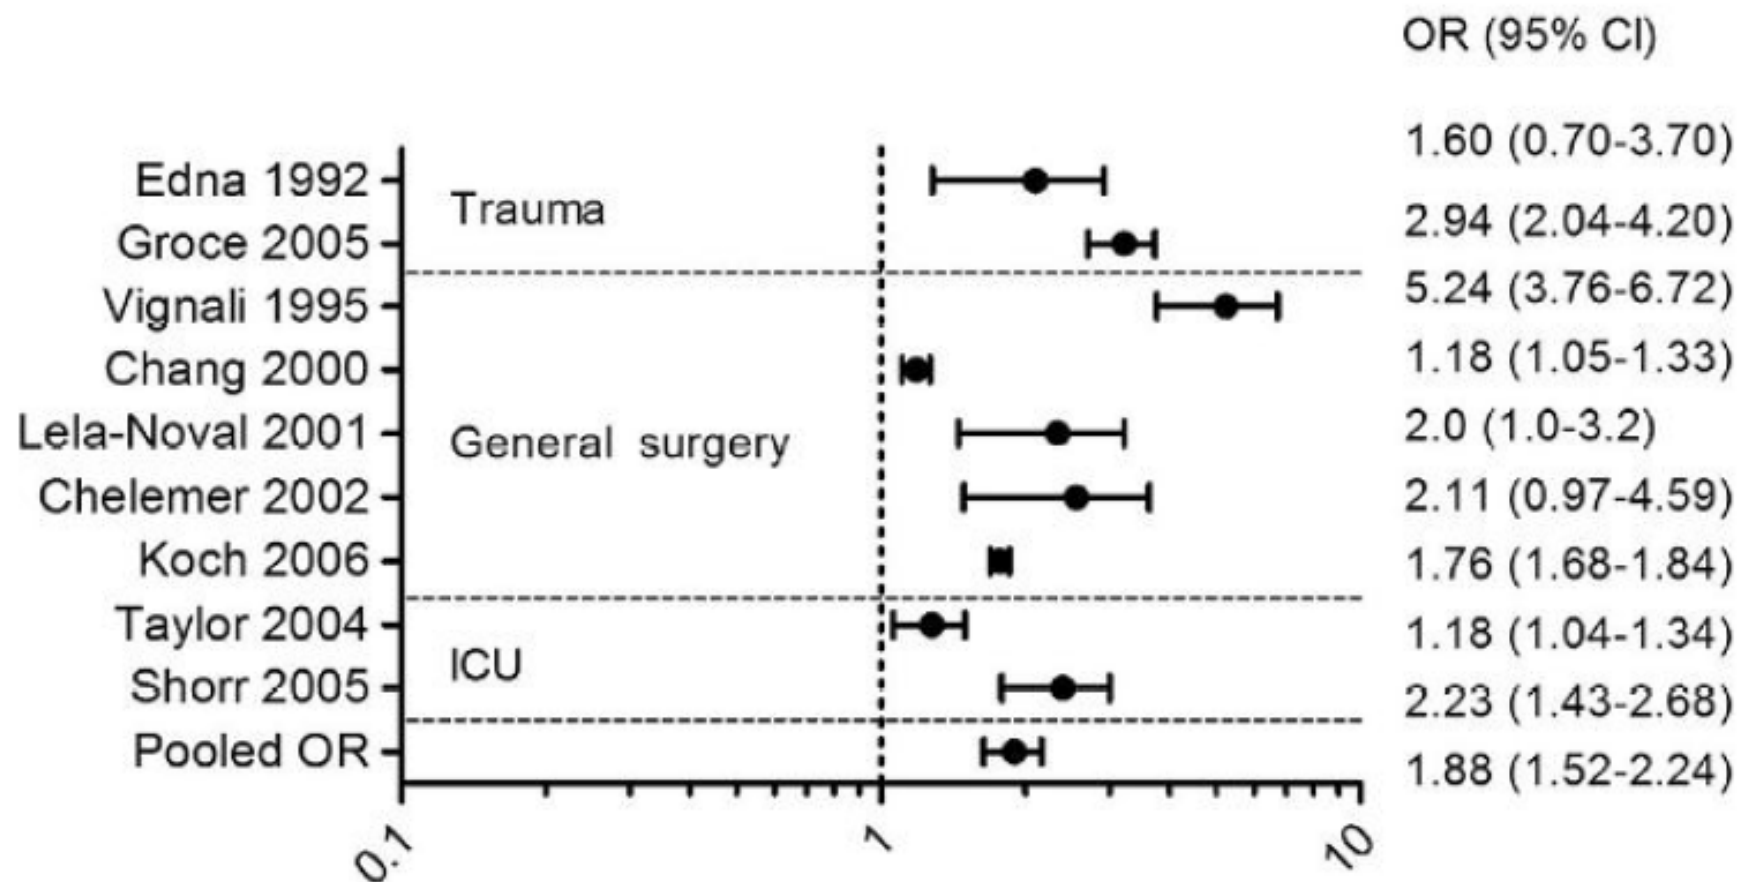 OR (95% CI)
Edna 1992 1.60 (0.70-3.70)
Trauma
Groce 2005 2.94 (2.04-4.20)
Vignali 1995 5.24 (3.76-6.72)
Chang 2000 1.18 (1.05-1.33)
Lela-Noval 2001 2.0 (1.0-3.2)
General surgery
Chelemer 2002 2.11 (0.97-4.59)
Koch 2006 1.76 (1.68-1.84)
Taylor 2004 1.18 (1.04-1.34)
ICU
Shorr 2005 2.23 (1.43-2.68)
Pooled OR 1.88 (1.52-2.24)
0.1 1 10